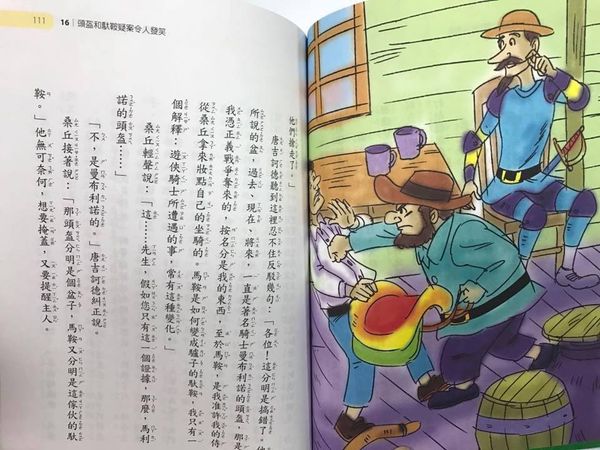 111
16｜頭盔和馱鞍疑案令人發笑
他們搶走了。」
唐吉訶德聽到這裡忍不住反駁幾句：「各位！這分明是搞錯了。他
所說的盆，過去、現在、將來，一直是著名騎士曼布利諾的頭盔，那是
我憑正義戰爭奪來的，按名分是我的東西，至於馬鞍，是我准許我的侍
從桑丘拿來妝點自己的坐騎的，馬鞍是如何變成驢子的馱鞍，我只有一
個解釋：遊俠騎士所遭遇的事，常有這種變化。」
桑丘輕聲說：「這……先生，假如您只有這一個證據，那麼，馬利
諾的頭盔……」
「不，是曼布利諾的。」唐吉訶德糾正說。
桑丘接著說：「那頭盔分明是個盆子，馬鞍又分明是這傢伙的馱
鞍。」他無可奈何，想要掩蓋，又要提醒主人。